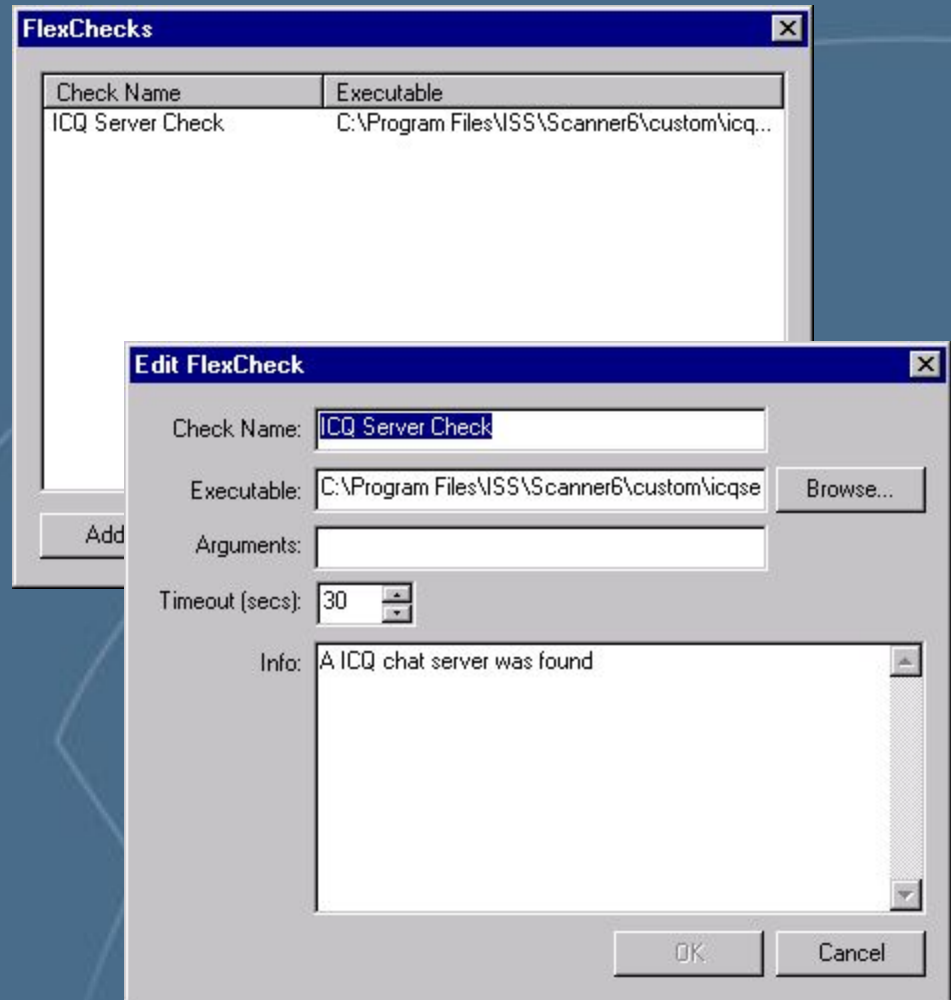 FlexChecks
Check Name Executable
ICQ Server Check C:\Program Files\ISS\Scanner6\custom\icq...
Add
Edit FlexCheck
Check Name: ICQ Server Check
Executable: C:\Program Files\ISS\Scanner6\custom\icqse Browse...
Arguments:
Timeout (secs): 30
Info: A ICQ chat server was found
OK Cancel